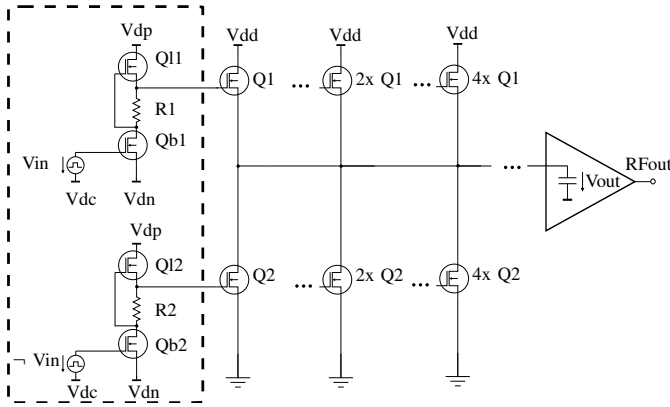 Vdp
Vdd
Vdd
Vdd
Ql1
Q1
2x Q1
4x Q1
...
...
R1
Qb1
Vin
Vdc
Vdn
...
Vout
RFout
Vdp
Ql2
Q2
2x Q2
4x Q2
...
...
R2
Qb2
¬ Vin
Vdc
Vdn